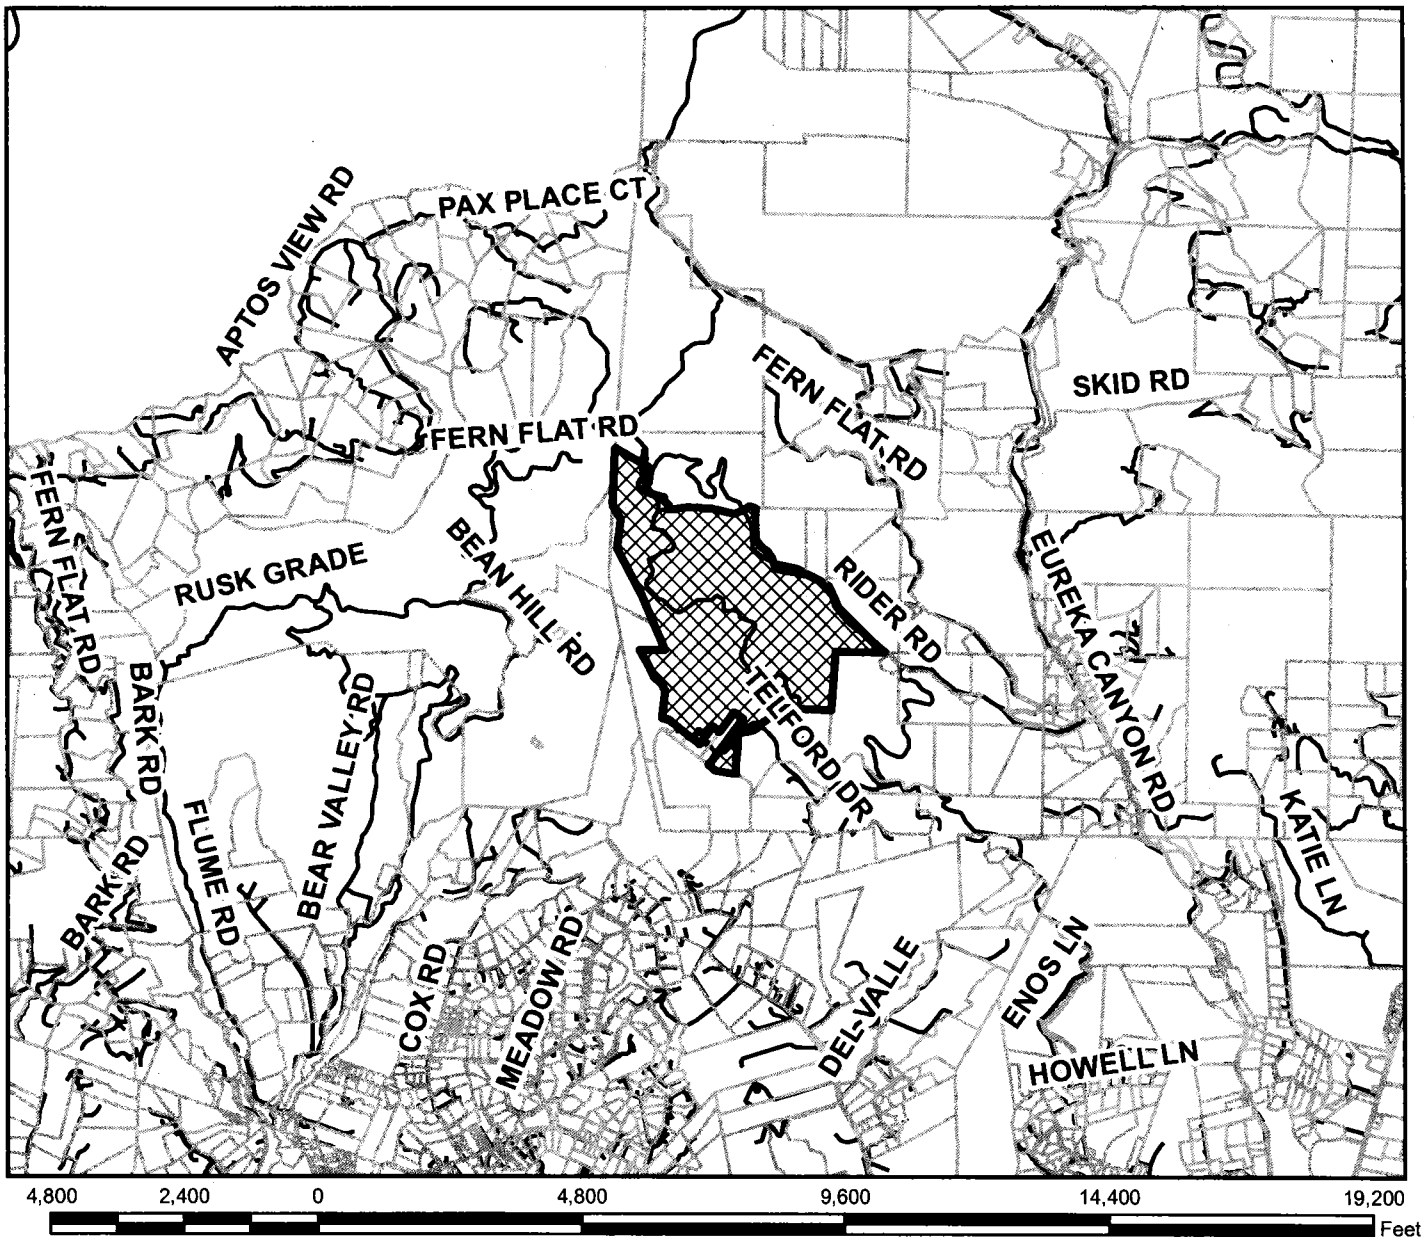 PAX PLACE CT
APTOS VIEW RD
FERN FLAT RD
SKID RD
FERN FLAT RD
FERN FLAT RD
RUSK GRADE
BEAN HILL RD
RIDER RD
EUREKA CANYON RD
BARK RD
BEAR VALLEY RD
TELFORD DR
FLUME RD
KATIE LN
BARK RD
COX RD
MEADOW RD
DEL VALLE
ENOS LN
HOWELL LN
4,800 2,400 0 4,800 9,600 14,400 19,200
Feet